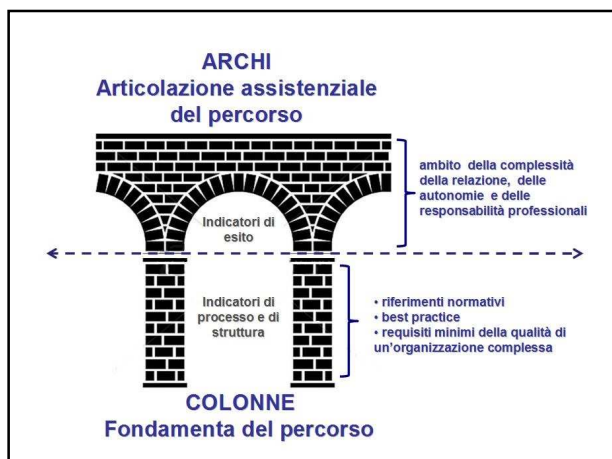 ARCHI
Articolazione assistenziale
del percorso
ambito della complessità
della relazione, delle
autonomie e delle
responsabilità professionali
Indicatori di
esito
Indicatori di
processo e di
struttura
• riferimenti normativi
• best practice
• requisiti minimi della qualità di
un'organizzazione complessa
COLONNE
Fondamenta del percorso